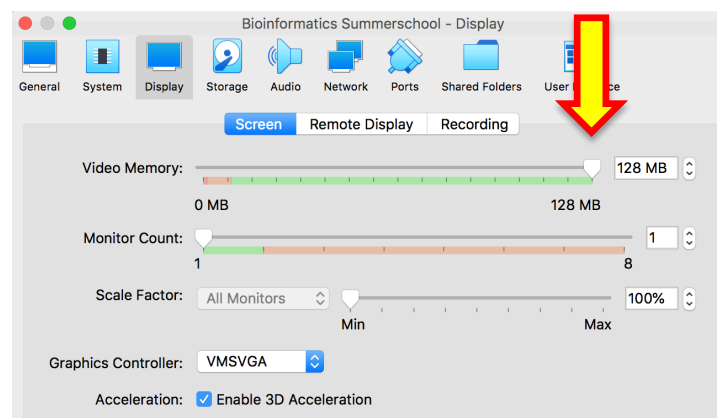 Bioinformatics Summerschool - Display
General System Display Storage Audio Network Ports Shared Folders User
Screen Remote Display Recording
Video Memory: 128 MB
0 MB 128 MB
Monitor Count: 1
1 8
Scale Factor: All Monitors 100%
Min Max
Graphics Controller: VMSVGA
Acceleration: Enable 3D Acceleration